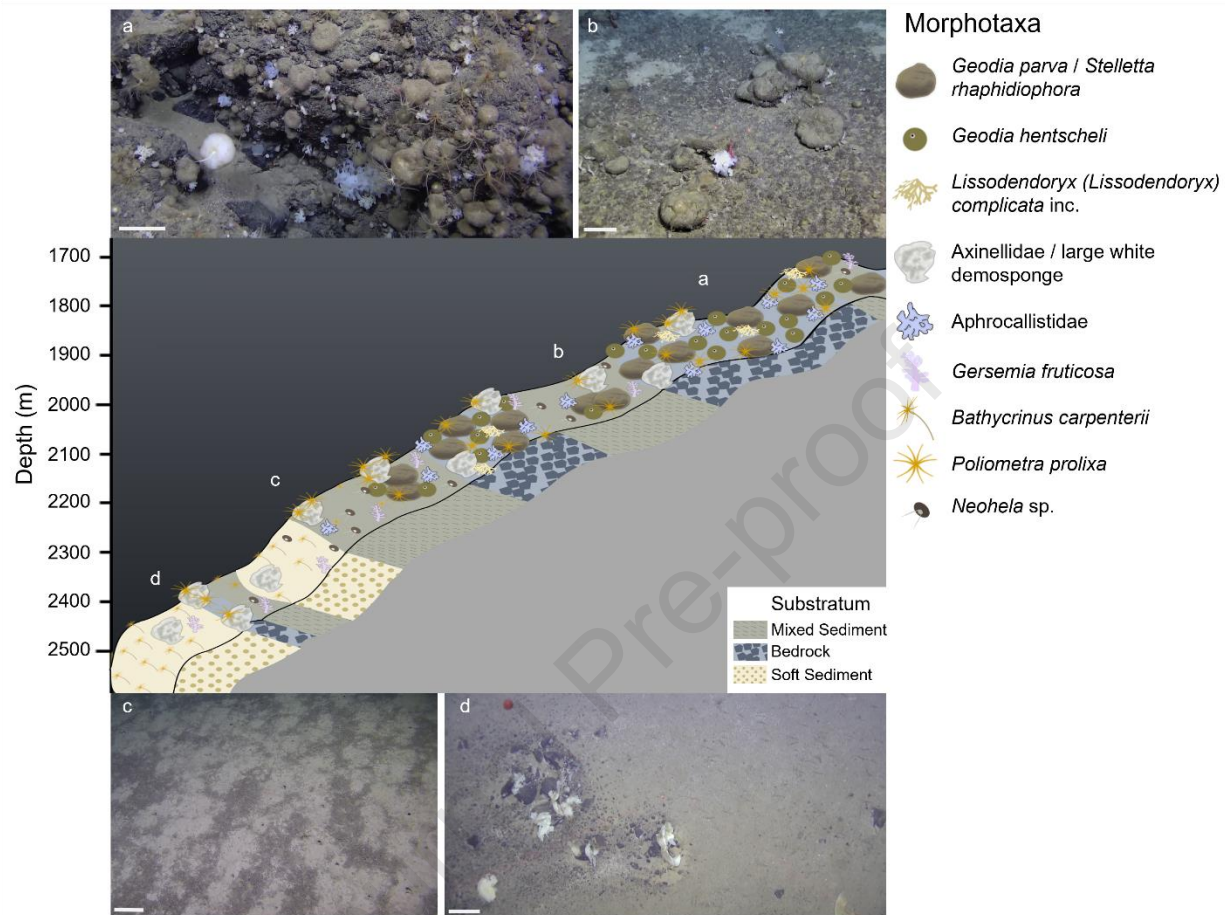 a
b
Morphotaxa
Geodia parva / Stelletta
rhaphidiophora
Geodia hentscheli
Lissodendoryx (Lissodendoryx)
complicata inc.
Axinellidae / large white
demosponge
Aphrocallistidae
Gersemia fruticosa
Bathycrinus carpenterii
Poliometra prolixa
Neohela sp.
Depth (m)
1700
1800
1900
2000
2100
2200
2300
2400
2500
a
b
c
d
Substratum
Mixed Sediment
Bedrock
Soft Sediment
c
d
Pre-proof